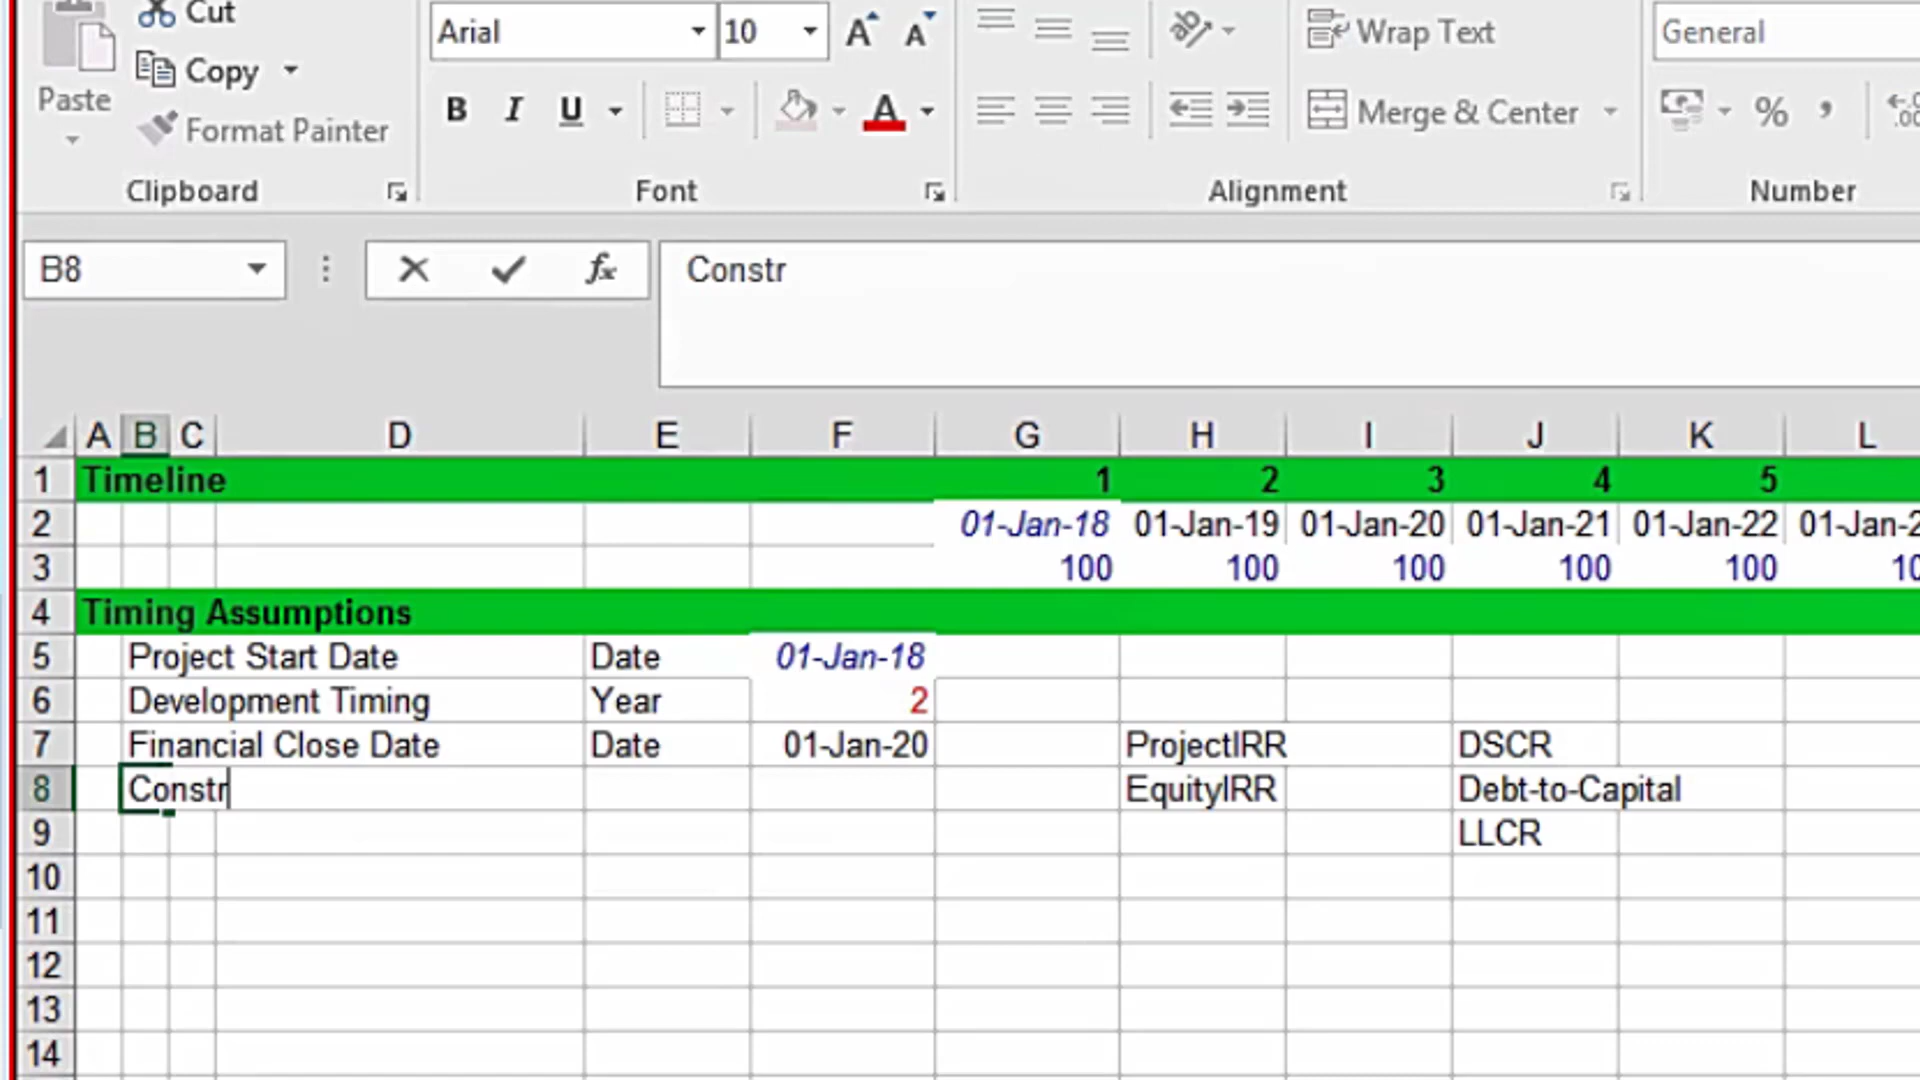 Cut
Copy
Paste
Format Painter
Clipboard
Arial 10 A A
B I U A
Font
Wrap Text
Merge & Center
Alignment
General
% ,
Number
B8 fx Constr
A B C D E F G H I J K L
1 Timeline 1 2 3 4 5
2 01-Jan-18 01-Jan-19 01-Jan-20 01-Jan-21 01-Jan-22
3 100 100 100 100 100
4 Timing Assumptions
5 Project Start Date Date 01-Jan-18
6 Development Timing Year 2
7 Financial Close Date Date 01-Jan-20 ProjectIRR DSCR
8 Constr EquityIRR Debt-to-Capital
9 LLCR
10
11
12
13
14